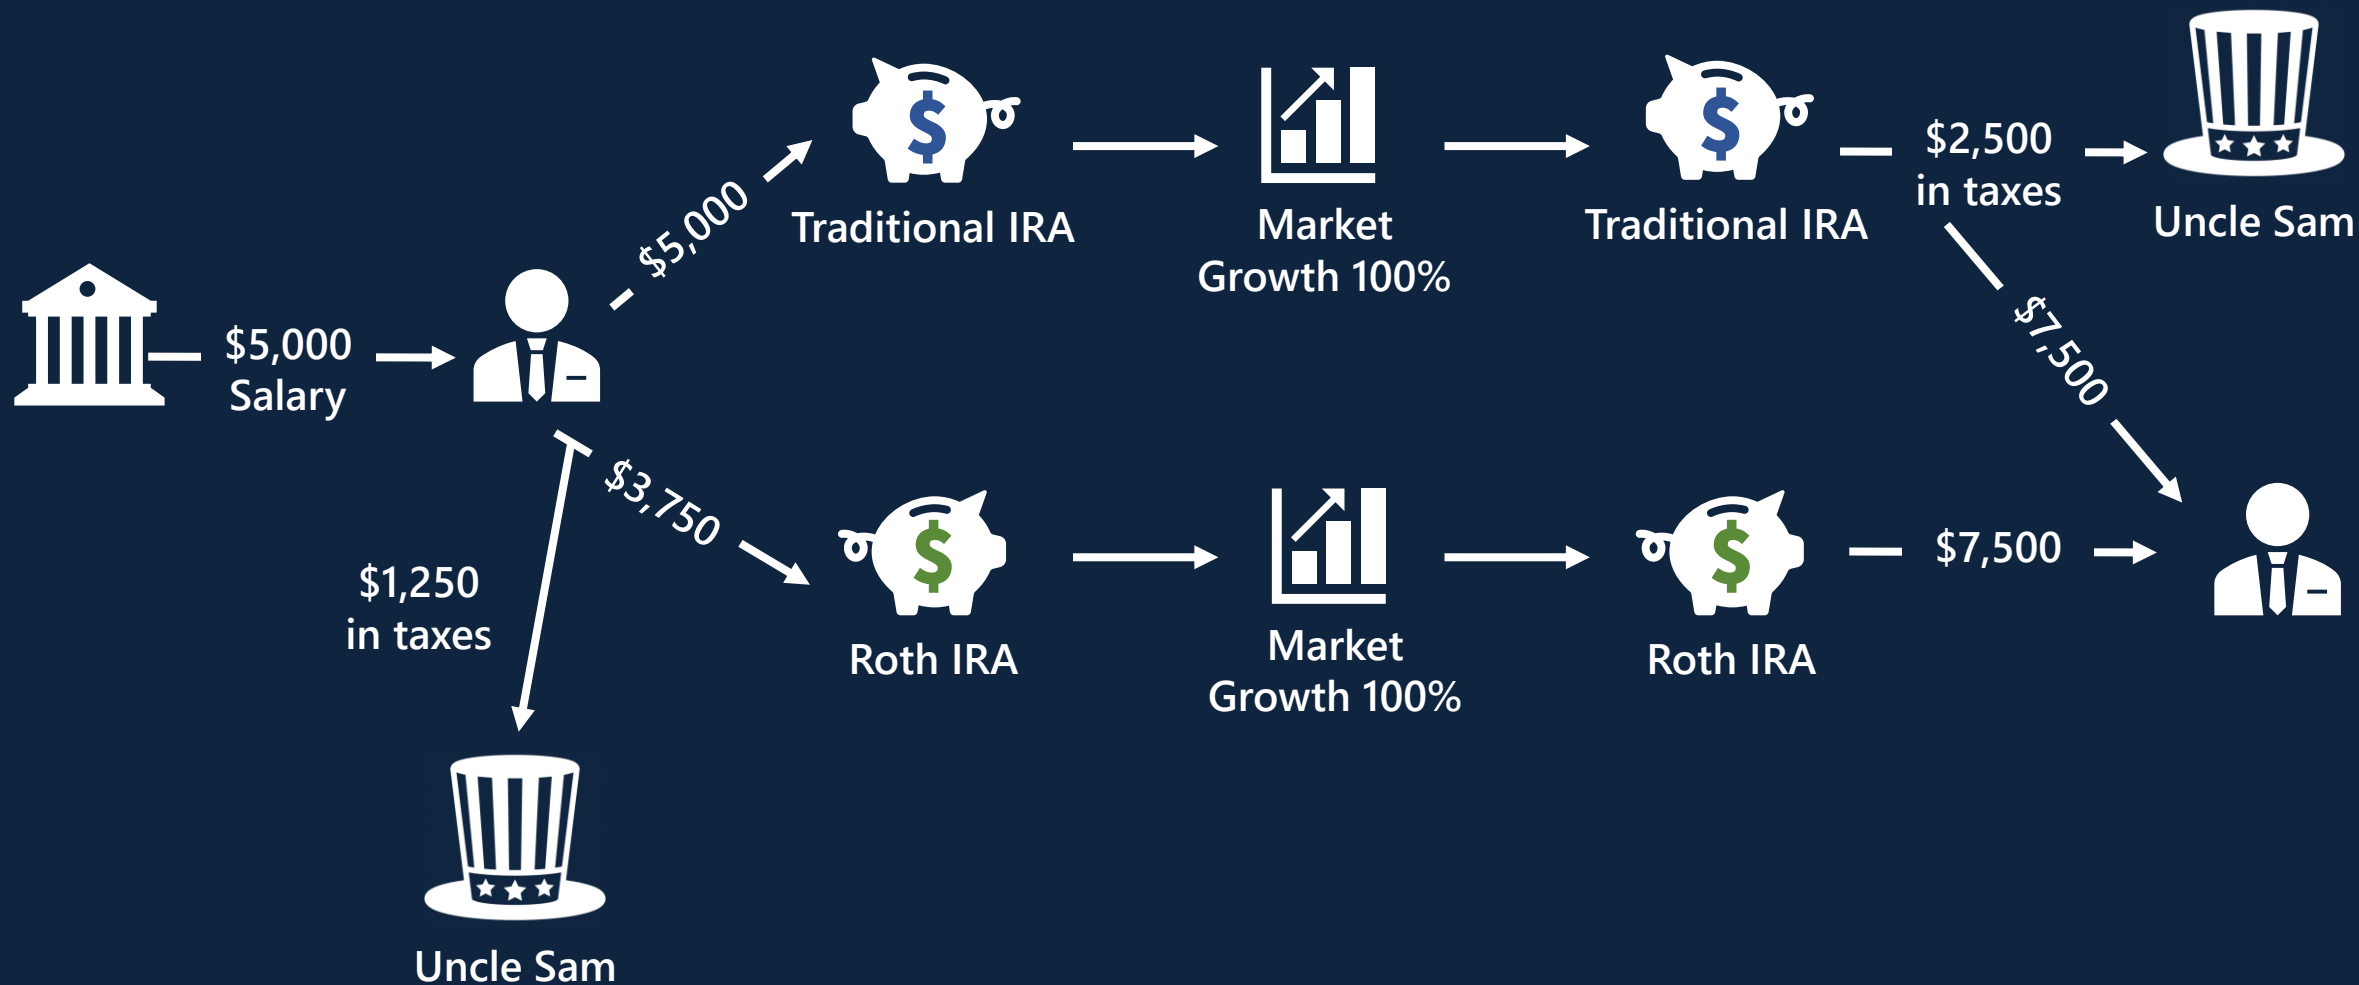 $5,000
Salary
$5,000
Traditional IRA
Market
Growth 100%
Traditional IRA
$2,500
in taxes
Uncle Sam
$7,500
$1,250
in taxes
Uncle Sam
$3,750
Roth IRA
Market
Growth 100%
Roth IRA
$7,500